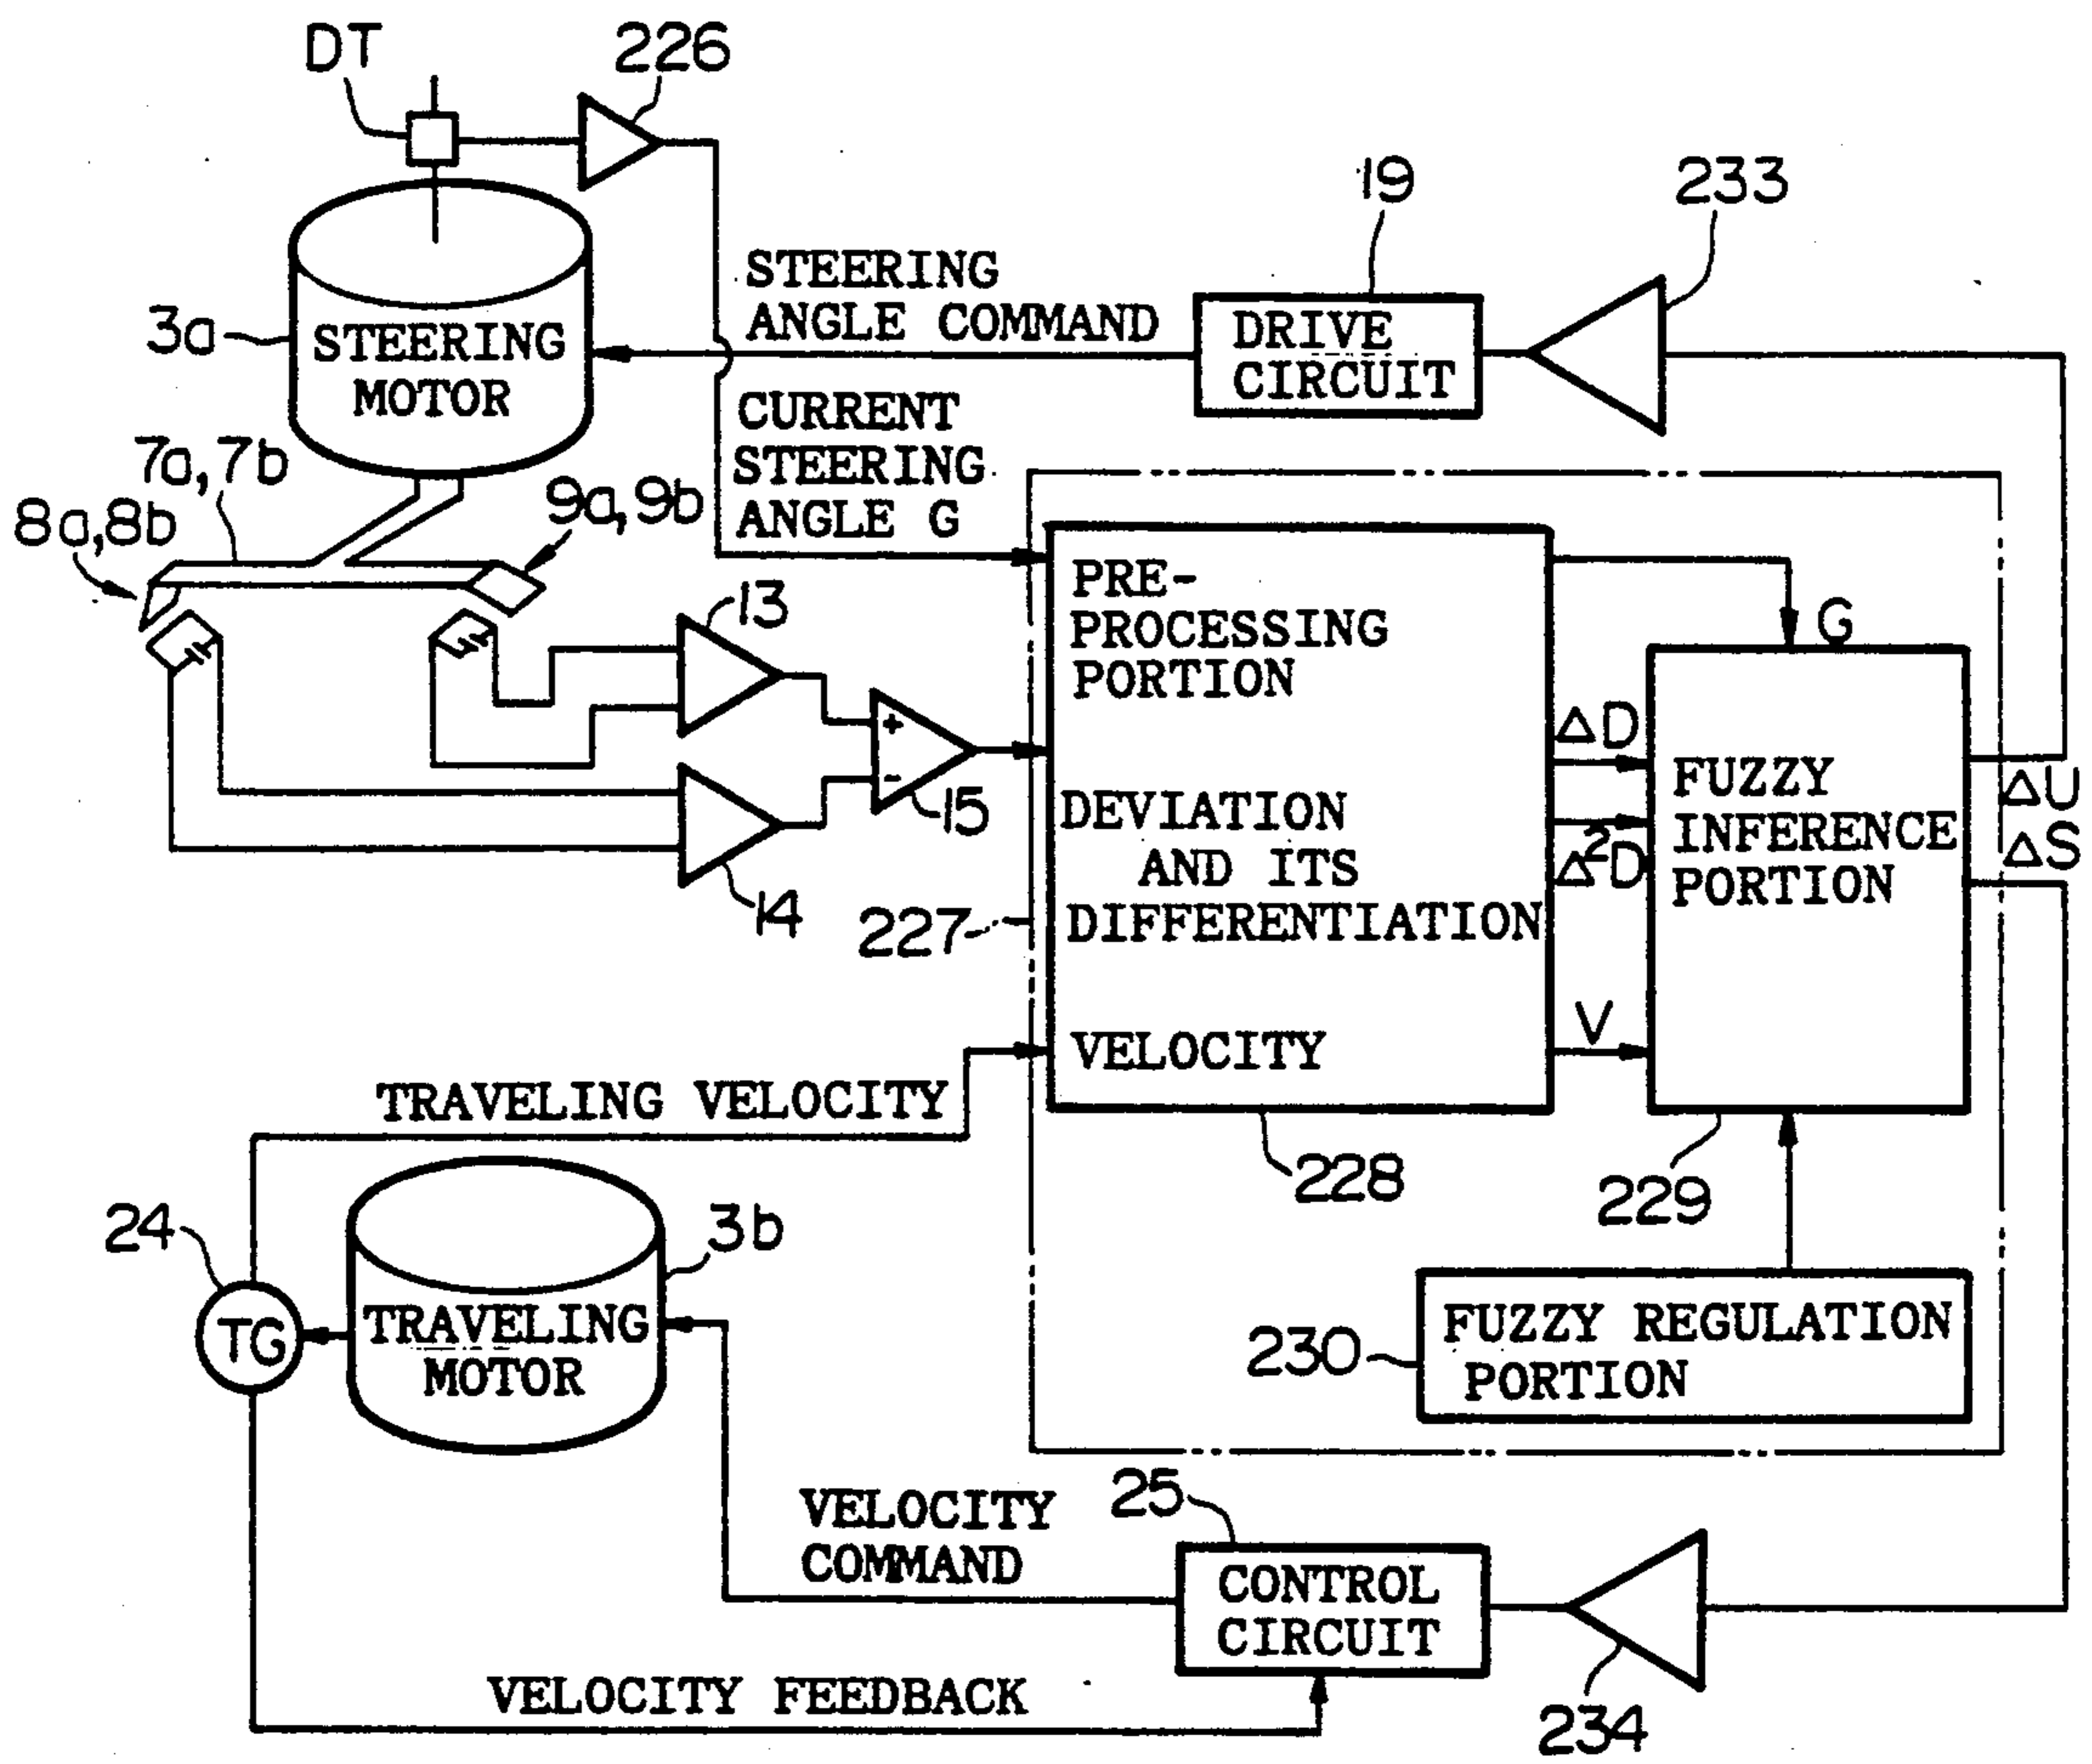 DT
226
19
233
STEERING
ANGLE COMMAND
3a
STEERING
MOTOR
DRIVE
CIRCUIT
CURRENT
STEERING
ANGLE G
7a, 7b
8a, 8b
9a, 9b
13
PRE-
PROCESSING
PORTION
G
ΔD
+
-
15
14
DEVIATION
AND ITS
DIFFERENTIATION
Δ²D
FUZZY
INFERENCE
PORTION
ΔU
ΔS
227
VELOCITY
V
TRAVELING VELOCITY
228
229
24
3b
TG
TRAVELING
MOTOR
230
FUZZY REGULATION
PORTION
25
VELOCITY
COMMAND
CONTROL
CIRCUIT
VELOCITY FEEDBACK
234